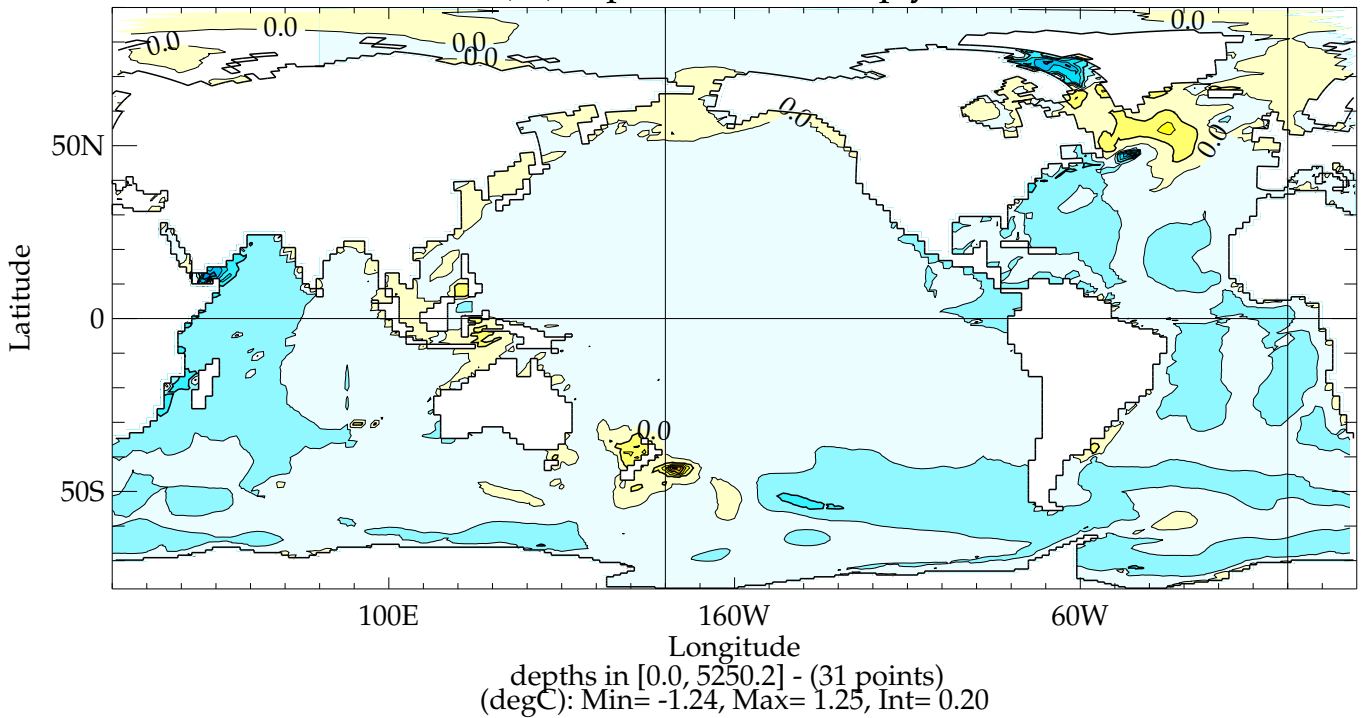 0.0
0.0
0.0
0.0
0.0
0.0
0.0
50N
0
50S
Latitude
100E
160W
60W
Longitude
depths in [0.0, 5250.2] - (31 points)
(degC): Min= -1.24, Max= 1.25, Int= 0.20